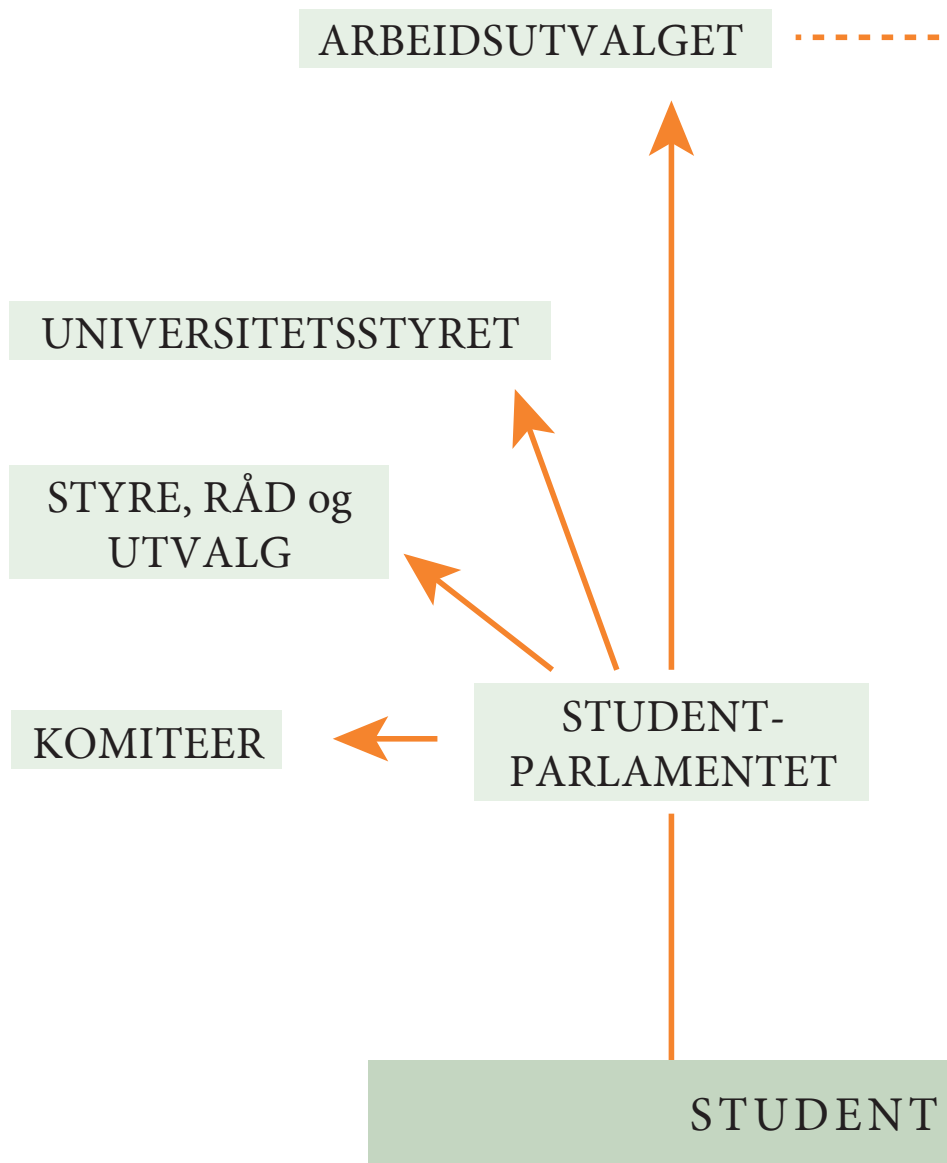 ARBEIDSUTVALGET
UNIVERSITETSSTYRET
STYRE, RÅD og
UTVALG
KOMITEER
STUDENT-
PARLAMENTET
STUDENT